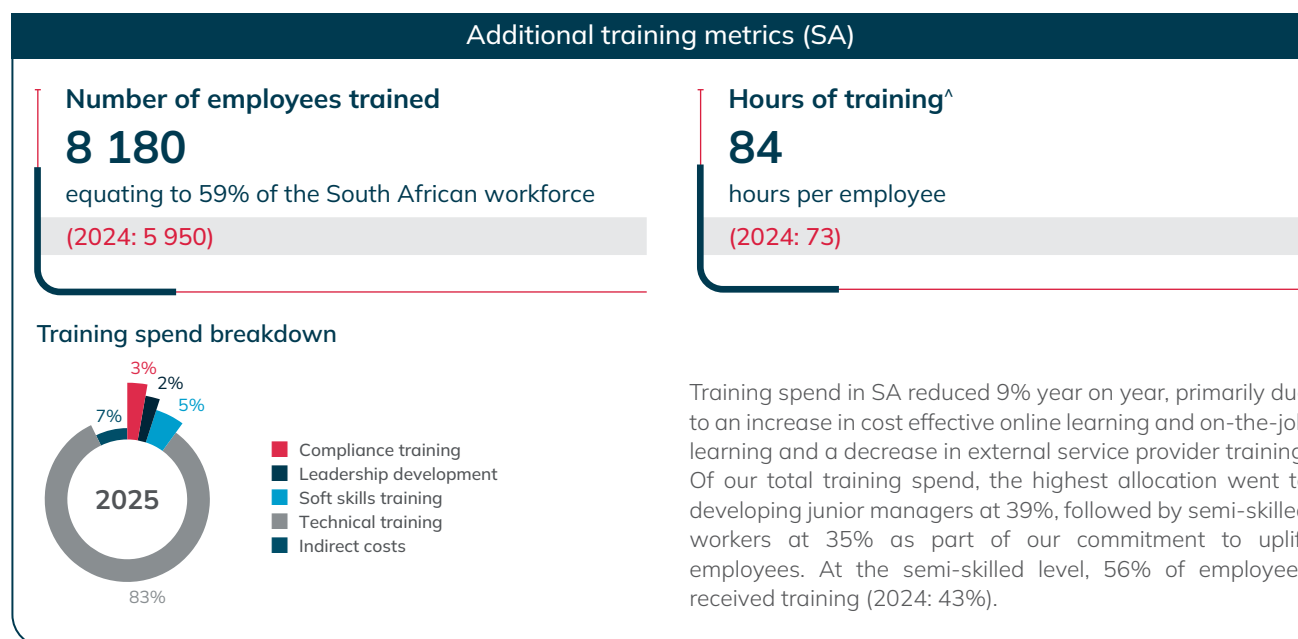 Additional training metrics (SA)
Number of employees trained
8 180
equating to 59% of the South African workforce
(2024: 5 950)
Hours of training^
84
hours per employee
(2024: 73)
Training spend breakdown
3%
2%
5%
7%
2025
83%
Compliance training
Leadership development
Soft skills training
Technical training
Indirect costs
Training spend in SA reduced 9% year on year, primarily du
to an increase in cost effective online learning and on-the-jo
learning and a decrease in external service provider training
Of our total training spend, the highest allocation went t
developing junior managers at 39%, followed by semi-skille
workers at 35% as part of our commitment to uplif
employees. At the semi-skilled level, 56% of employee
received training (2024: 43%).